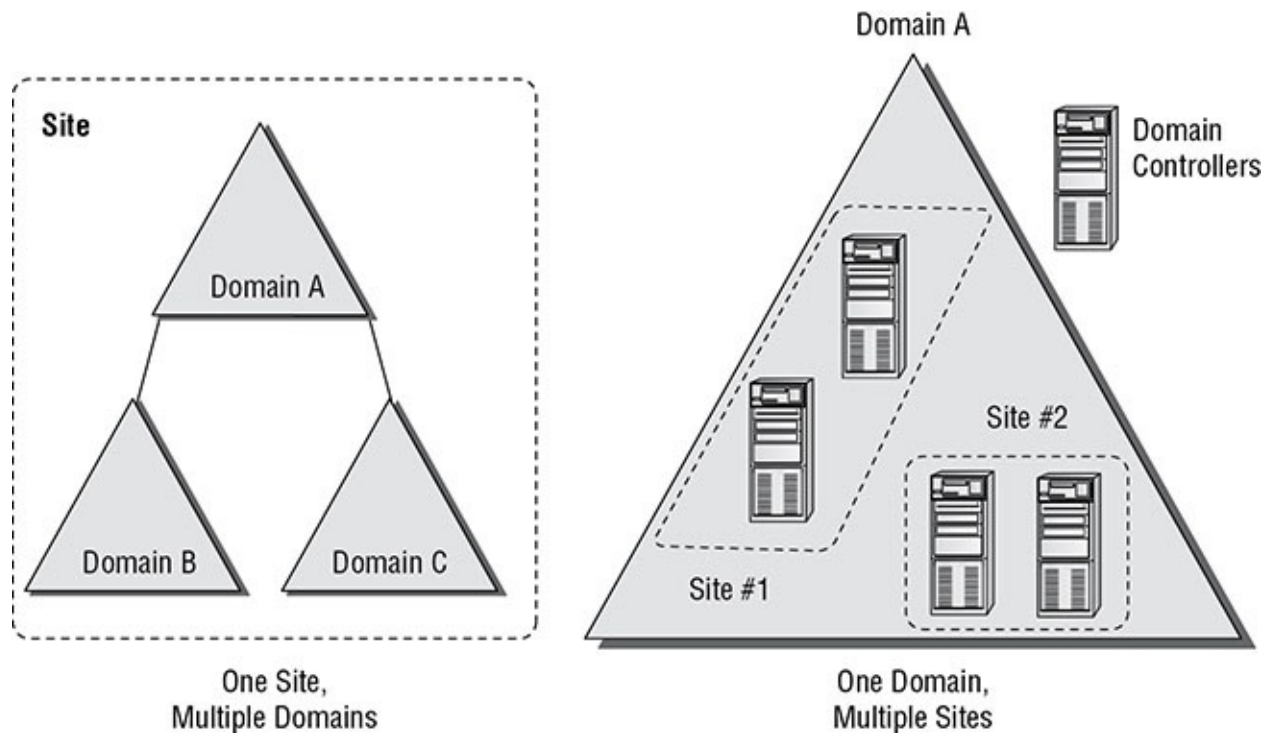 Site
Domain A
Domain B
Domain C
One Site,
Multiple Domains
Domain A
Domain
Controllers
Site #1
Site #2
One Domain,
Multiple Sites